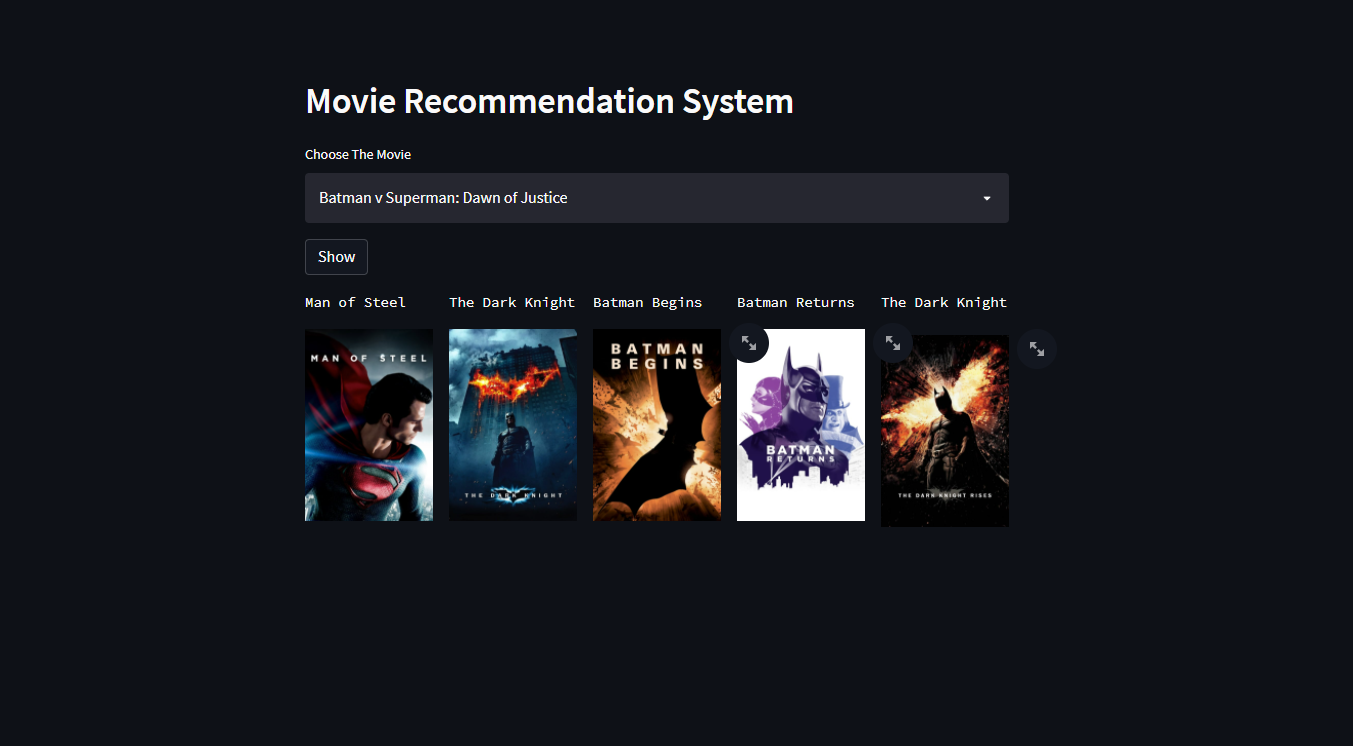 Movie Recommendation System
Choose The Movie
Batman v Superman: Dawn of Justice
Show
Man of Steel
The Dark Knight
Batman Begins
Batman Returns
The Dark Knight
MAN OF STEEL
THE DARK KNIGHT
BATMAN
BEGINS
BATMAN
RETURNS
THE DARK KNIGHT RISES